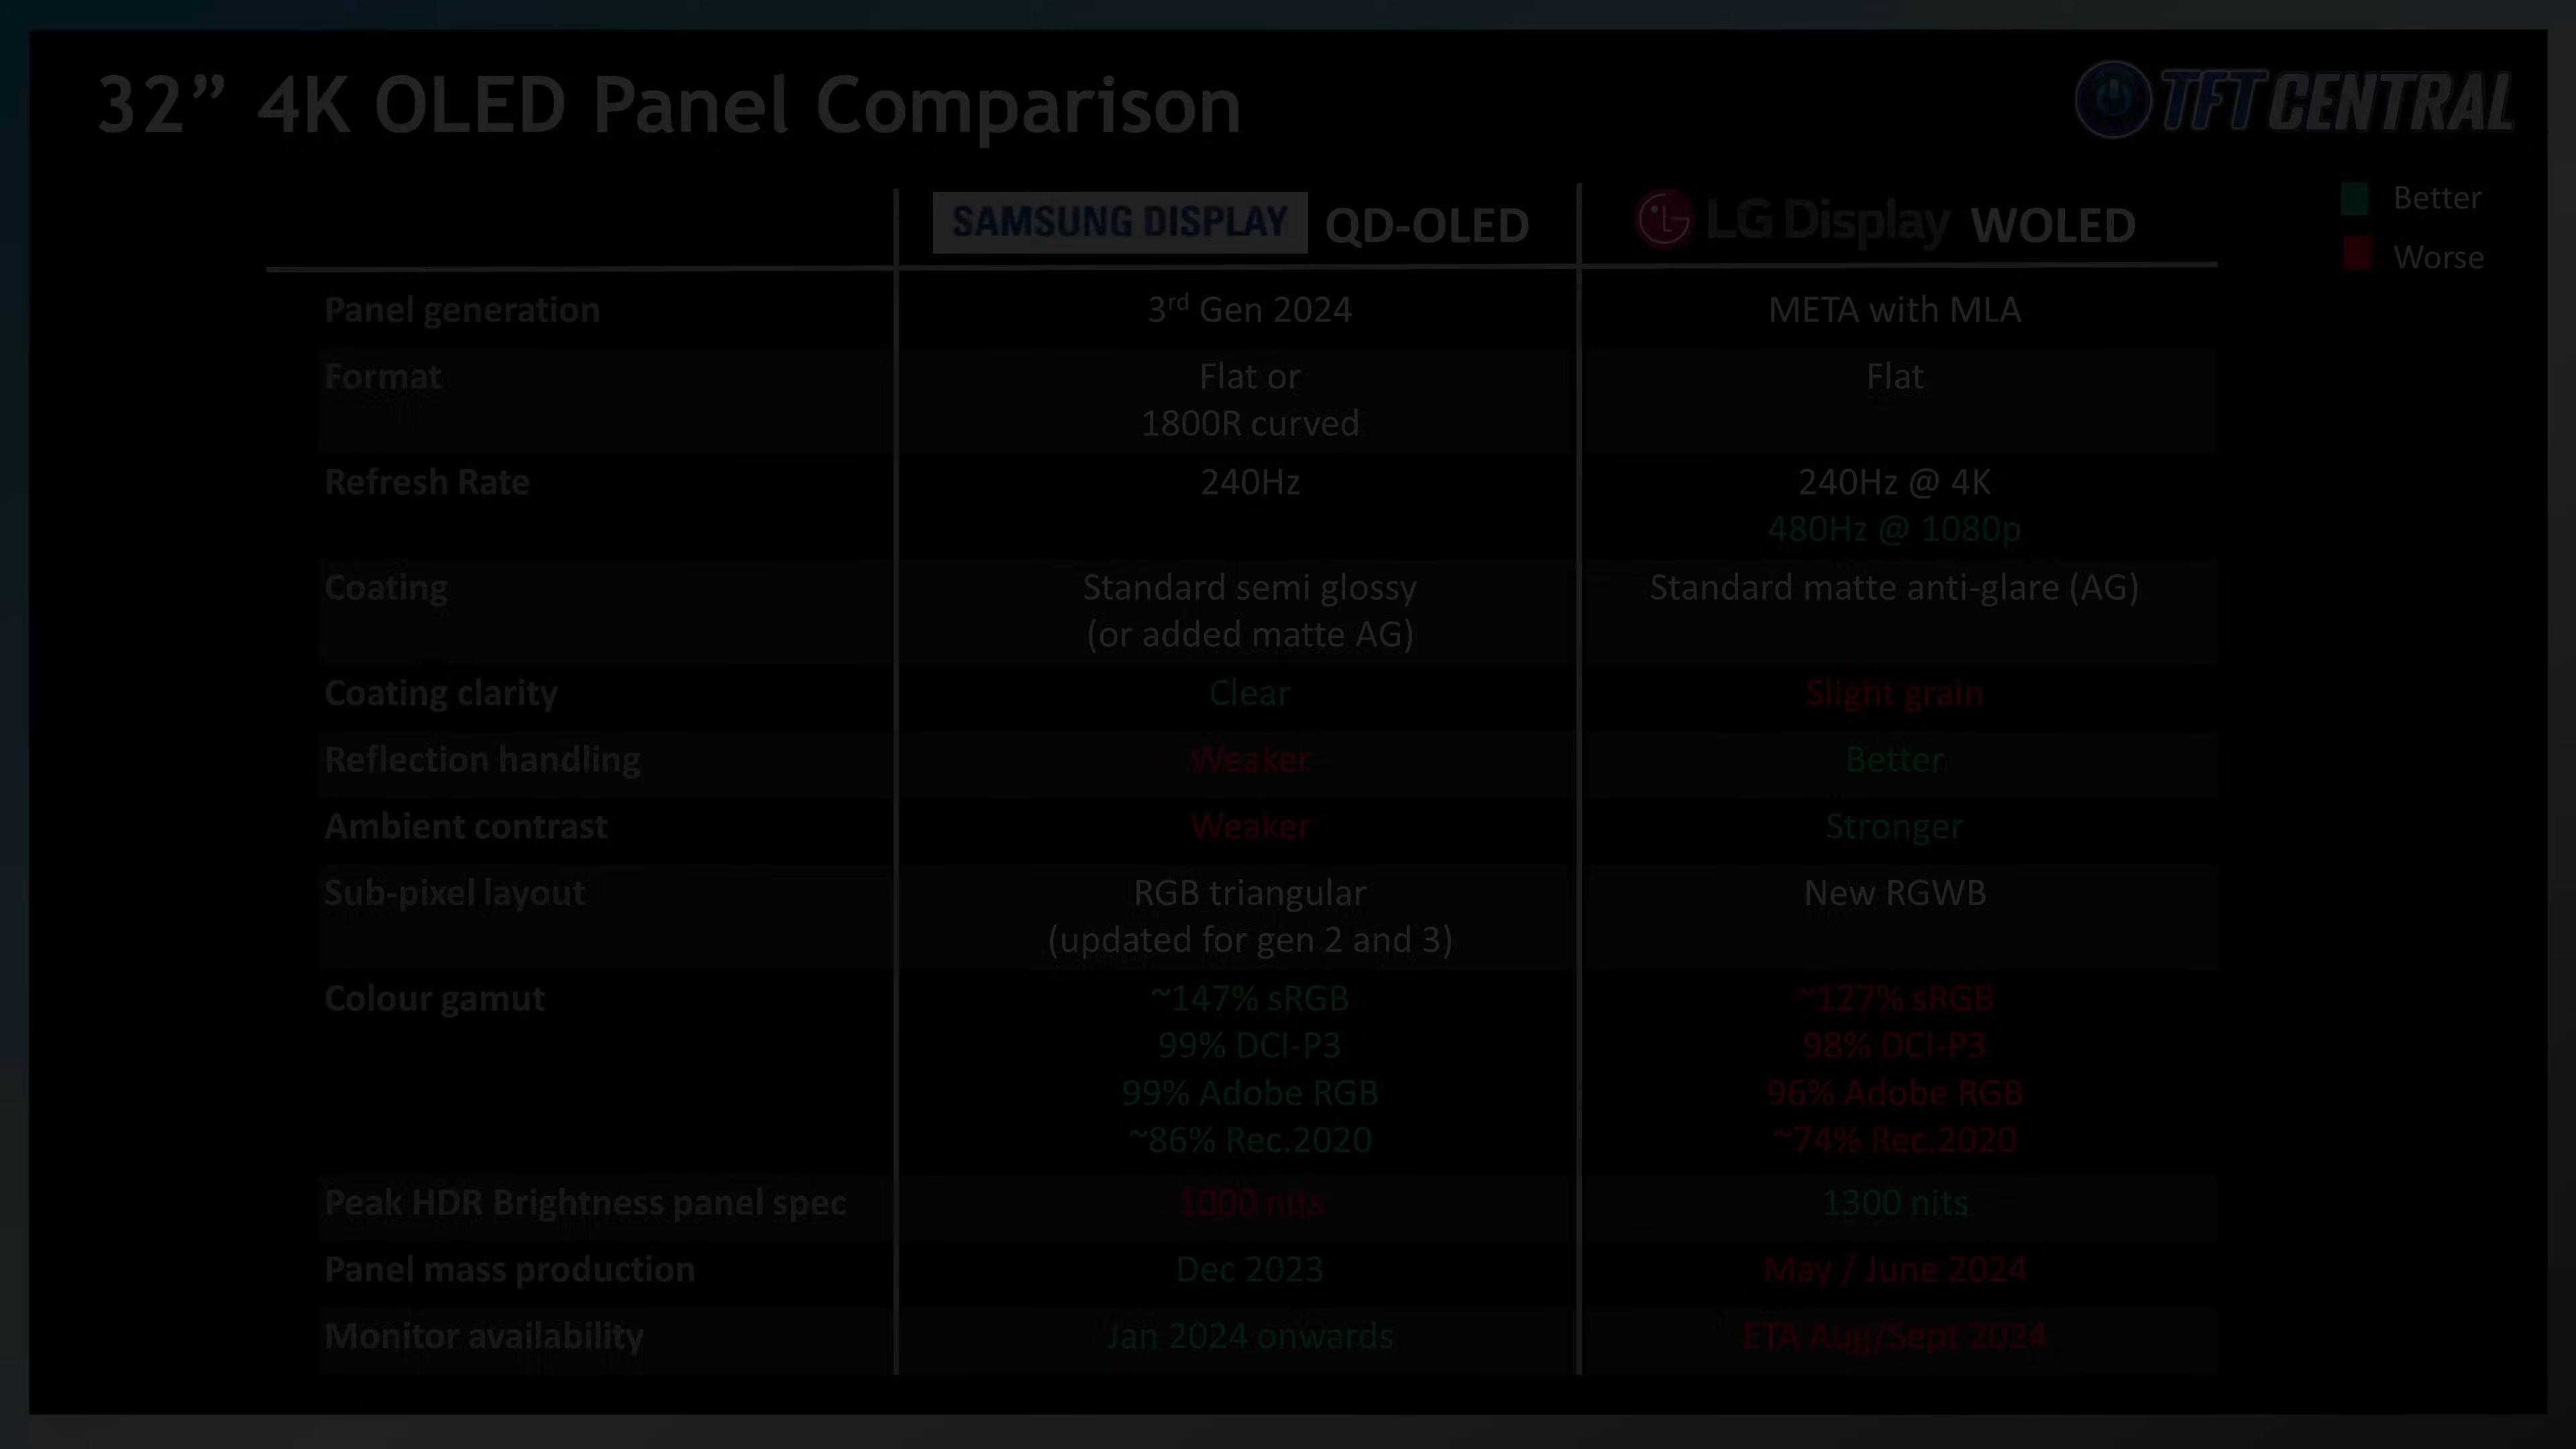 32” 4K OLED Panel Comparison
TFTCENTRAL
SAMSUNG DISPLAY QD-OLED
LG Display WOLED
Better
Worse
Panel generation 3rd Gen 2024 META with MLA
Format Flat or Flat
1800R curved
Refresh Rate 240Hz 240Hz @ 4K
480Hz @ 1080p
Coating Standard semi glossy Standard matte anti-glare (AG)
(or added matte AG)
Coating clarity Clear Slight grain
Reflection handling Weaker Better
Ambient contrast Weaker Stronger
Sub-pixel layout RGB triangular New RGWB
(updated for gen 2 and 3)
Colour gamut ~147% sRGB ~127% sRGB
99% DCI-P3 98% DCI-P3
99% Adobe RGB 96% Adobe RGB
~86% Rec.2020 ~74% Rec.2020
Peak HDR Brightness panel spec 1000 nits 1300 nits
Panel mass production Dec 2023 May / June 2024
Monitor availability Jan 2024 onwards ETA Aug/Sept 2024